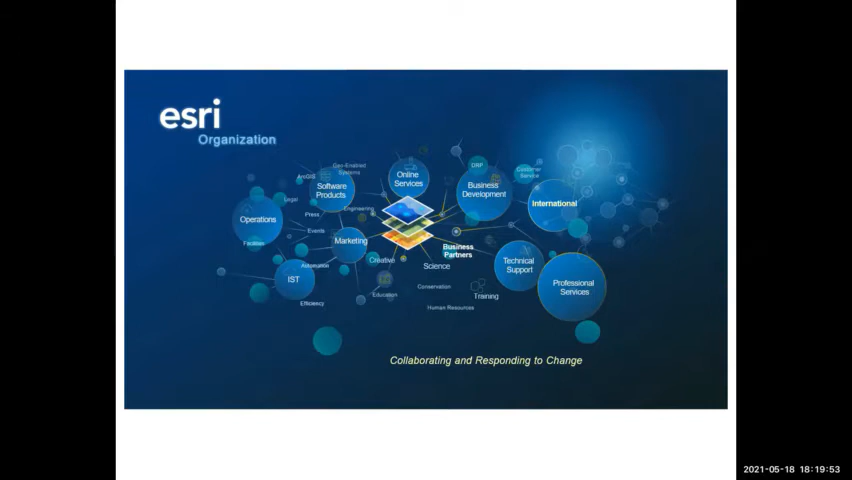 esri
Organization
Geo-Enabled
Systems
ArcGIS
Software
Products
Online
Services
DRP
Customer
Service
Business
Development
International
Legal
Press
Engineering
Operations
Events
Marketing
Facilities
Business
Partners
Creative
Science
Technical
Support
Automation
IST
Education
Conservation
Training
Professional
Services
Efficiency
Human Resources
Collaborating and Responding to Change
2021-05-18 18:19:53